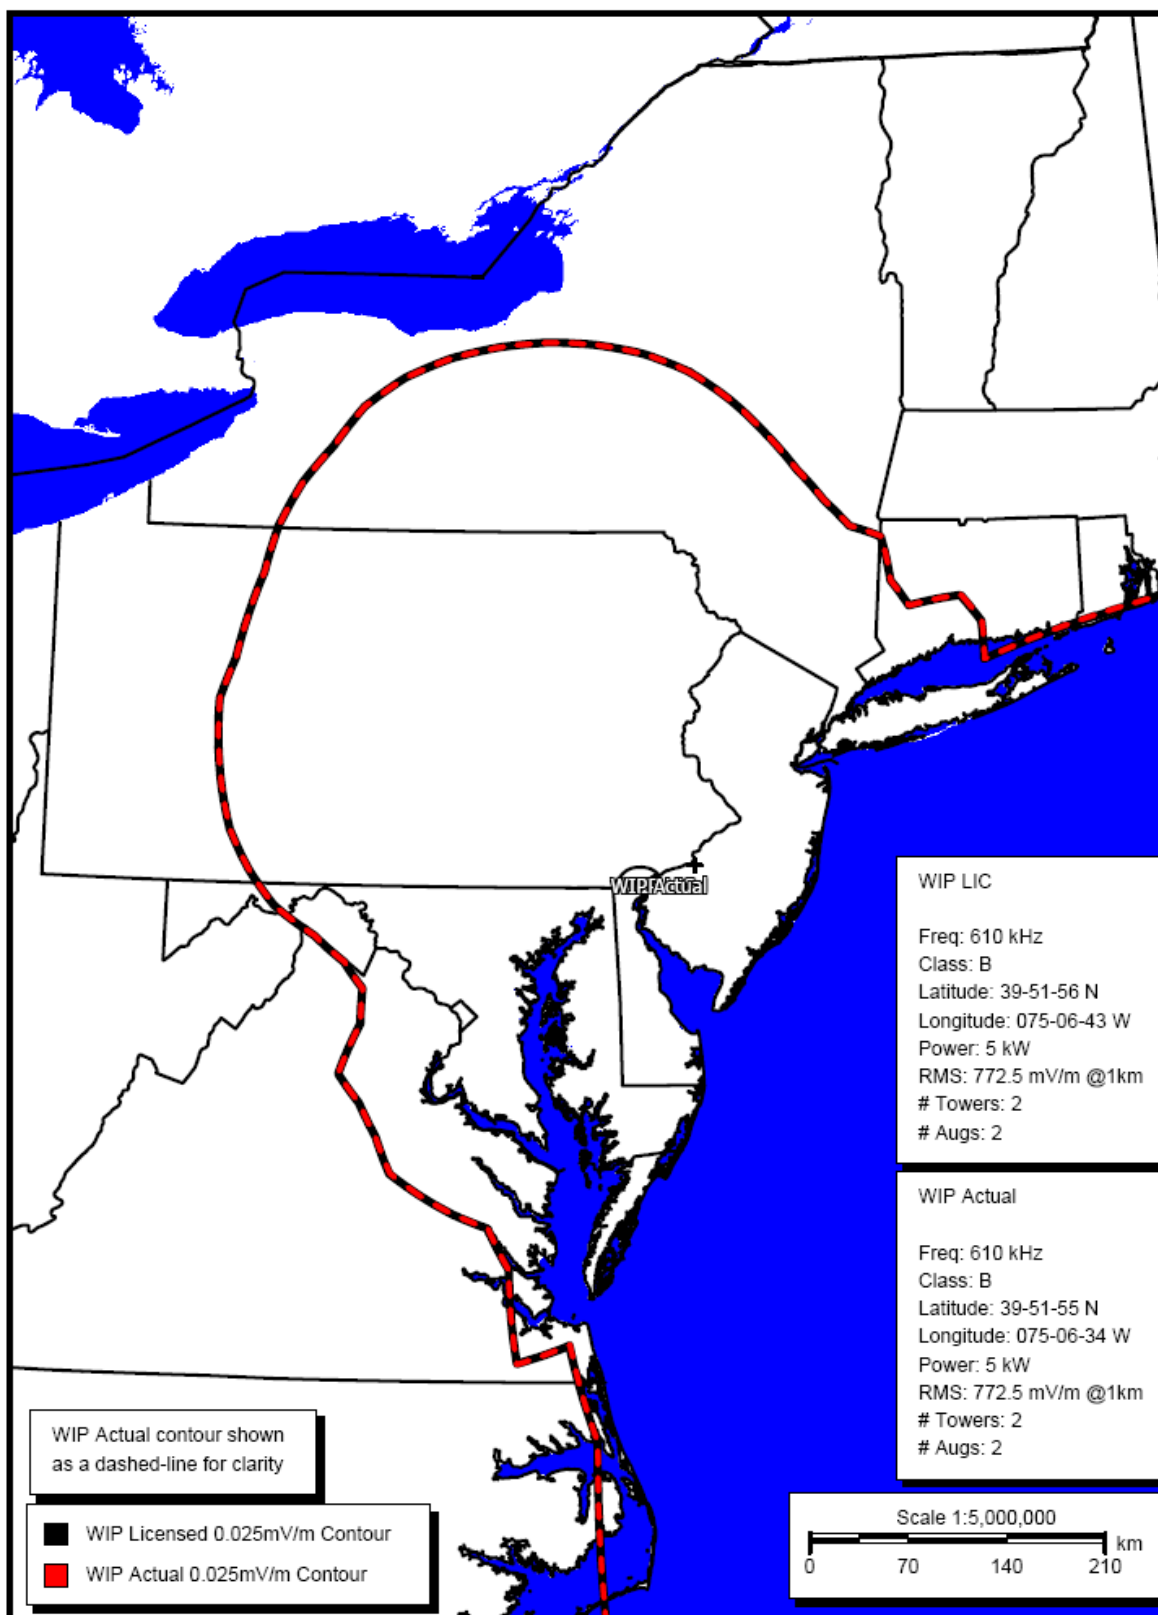 WIP Actual
WIP LIC
Freq: 610 kHz
Class: B
Latitude: 39-51-56 N
Longitude: 075-06-43 W
Power: 5 kW
RMS: 772.5 mV/m @1km
# Towers: 2
# Augs: 2
WIP Actual
Freq: 610 kHz
Class: B
Latitude: 39-51-55 N
Longitude: 075-06-34 W
Power: 5 kW
RMS: 772.5 mV/m @1km
# Towers: 2
# Augs: 2
WIP Actual contour shown
as a dashed-line for clarity
WIP Licensed 0.025mV/m Contour
WIP Actual 0.025mV/m Contour
Scale 1:5,000,000
km
0 70 140 210